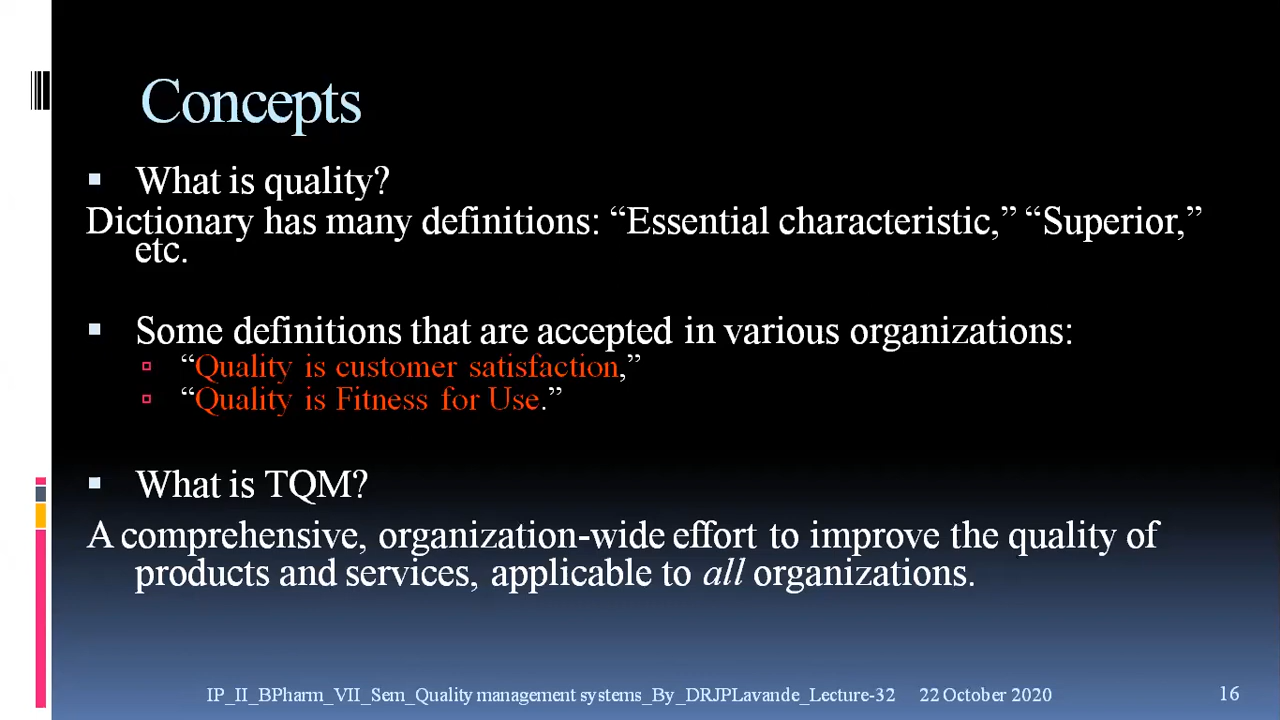 Concepts
What is quality?
Dictionary has many definitions: “Essential characteristic,” “Superior,”
etc.
Some definitions that are accepted in various organizations:
“Quality is customer satisfaction,”
“Quality is Fitness for Use.”
What is TQM?
A comprehensive, organization-wide effort to improve the quality of
products and services, applicable to all organizations.
IP_II_BPharm_VII_Sem_Quality management systems_By_DRJPLavande_Lecture-32 22 October 2020 16